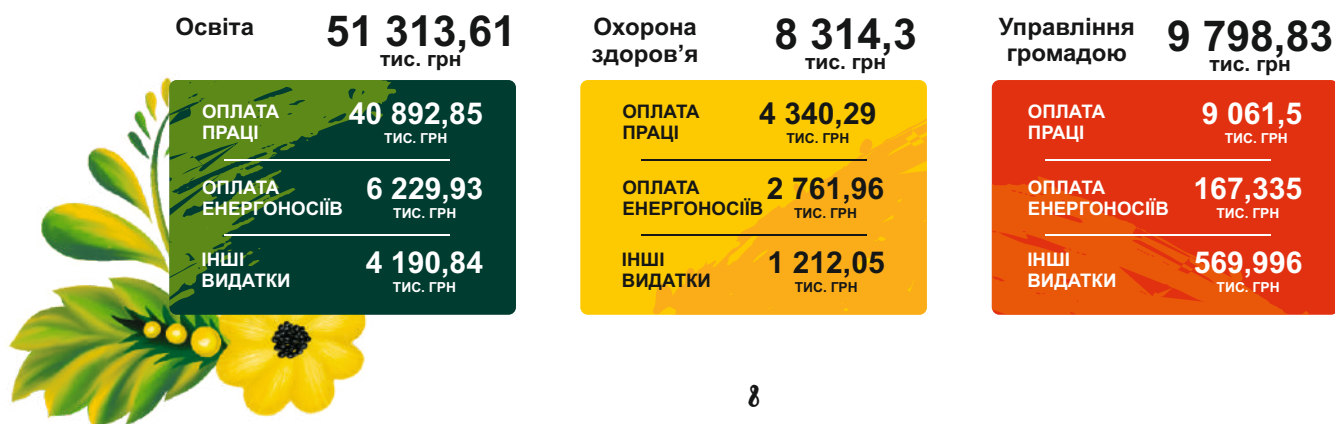 Освіта
51 313,61
тис. грн
ОПЛАТА
ПРАЦІ
40 892,85
ТИС. ГРН
ОПЛАТА
ЕНЕРГОНОСІЇВ
6 229,93
ТИС. ГРН
ІНШІ
ВИДАТКИ
4 190,84
ТИС. ГРН
Охорона
здоров’я
8 314,3
тис. грн
ОПЛАТА
ПРАЦІ
4 340,29
ТИС. ГРН
ОПЛАТА
ЕНЕРГОНОСІЇВ
2 761,96
ТИС. ГРН
ІНШІ
ВИДАТКИ
1 212,05
ТИС. ГРН
Управління
громадою
9 798,83
тис. грн
ОПЛАТА
ПРАЦІ
9 061,5
ТИС. ГРН
ОПЛАТА
ЕНЕРГОНОСІЇВ
167,335
ТИС. ГРН
ІНШІ
ВИДАТКИ
569,996
ТИС. ГРН
8